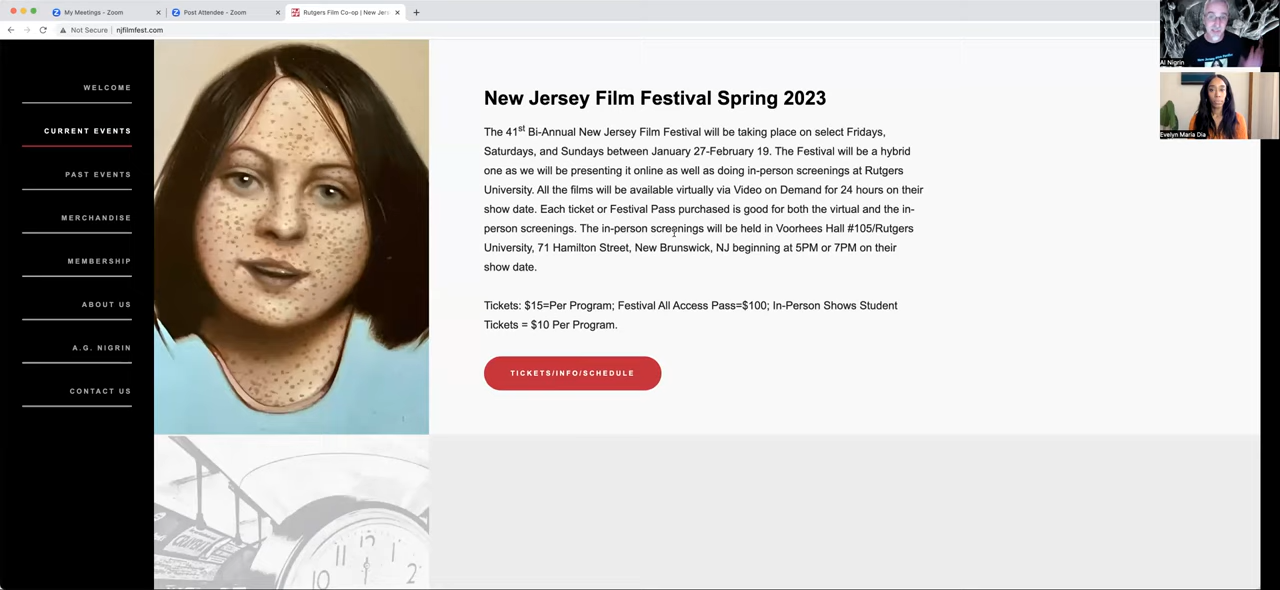 My Meetings - Zoom
Post Attendee - Zoom
Rutgers Film Co-op | New Jer
Not Secure
njfilmfest.com
WELCOME
CURRENT EVENTS
PAST EVENTS
MERCHANDISE
MEMBERSHIP
ABOUT US
A.G. NIGRIN
CONTACT US
New Jersey Film Festival Spring 2023
The 41st Bi-Annual New Jersey Film Festival will be taking place on select Fridays,
Saturdays, and Sundays between January 27-February 19. The Festival will be a hybrid
one as we will be presenting it online as well as doing in-person screenings at Rutgers
University. All the films will be available virtually via Video on Demand for 24 hours on their
show date. Each ticket or Festival Pass purchased is good for both the virtual and the in-
person screenings. The in-person screenings will be held in Voorhees Hall #105/Rutgers
University, 71 Hamilton Street, New Brunswick, NJ beginning at 5PM or 7PM on their
show date.
Tickets: $15=Per Program; Festival All Access Pass=$100; In-Person Shows Student
Tickets = $10 Per Program.
TICKETS/INFO/SCHEDULE
11
12
1
10
2
Al Nigrin
Evelyn Maria Dia